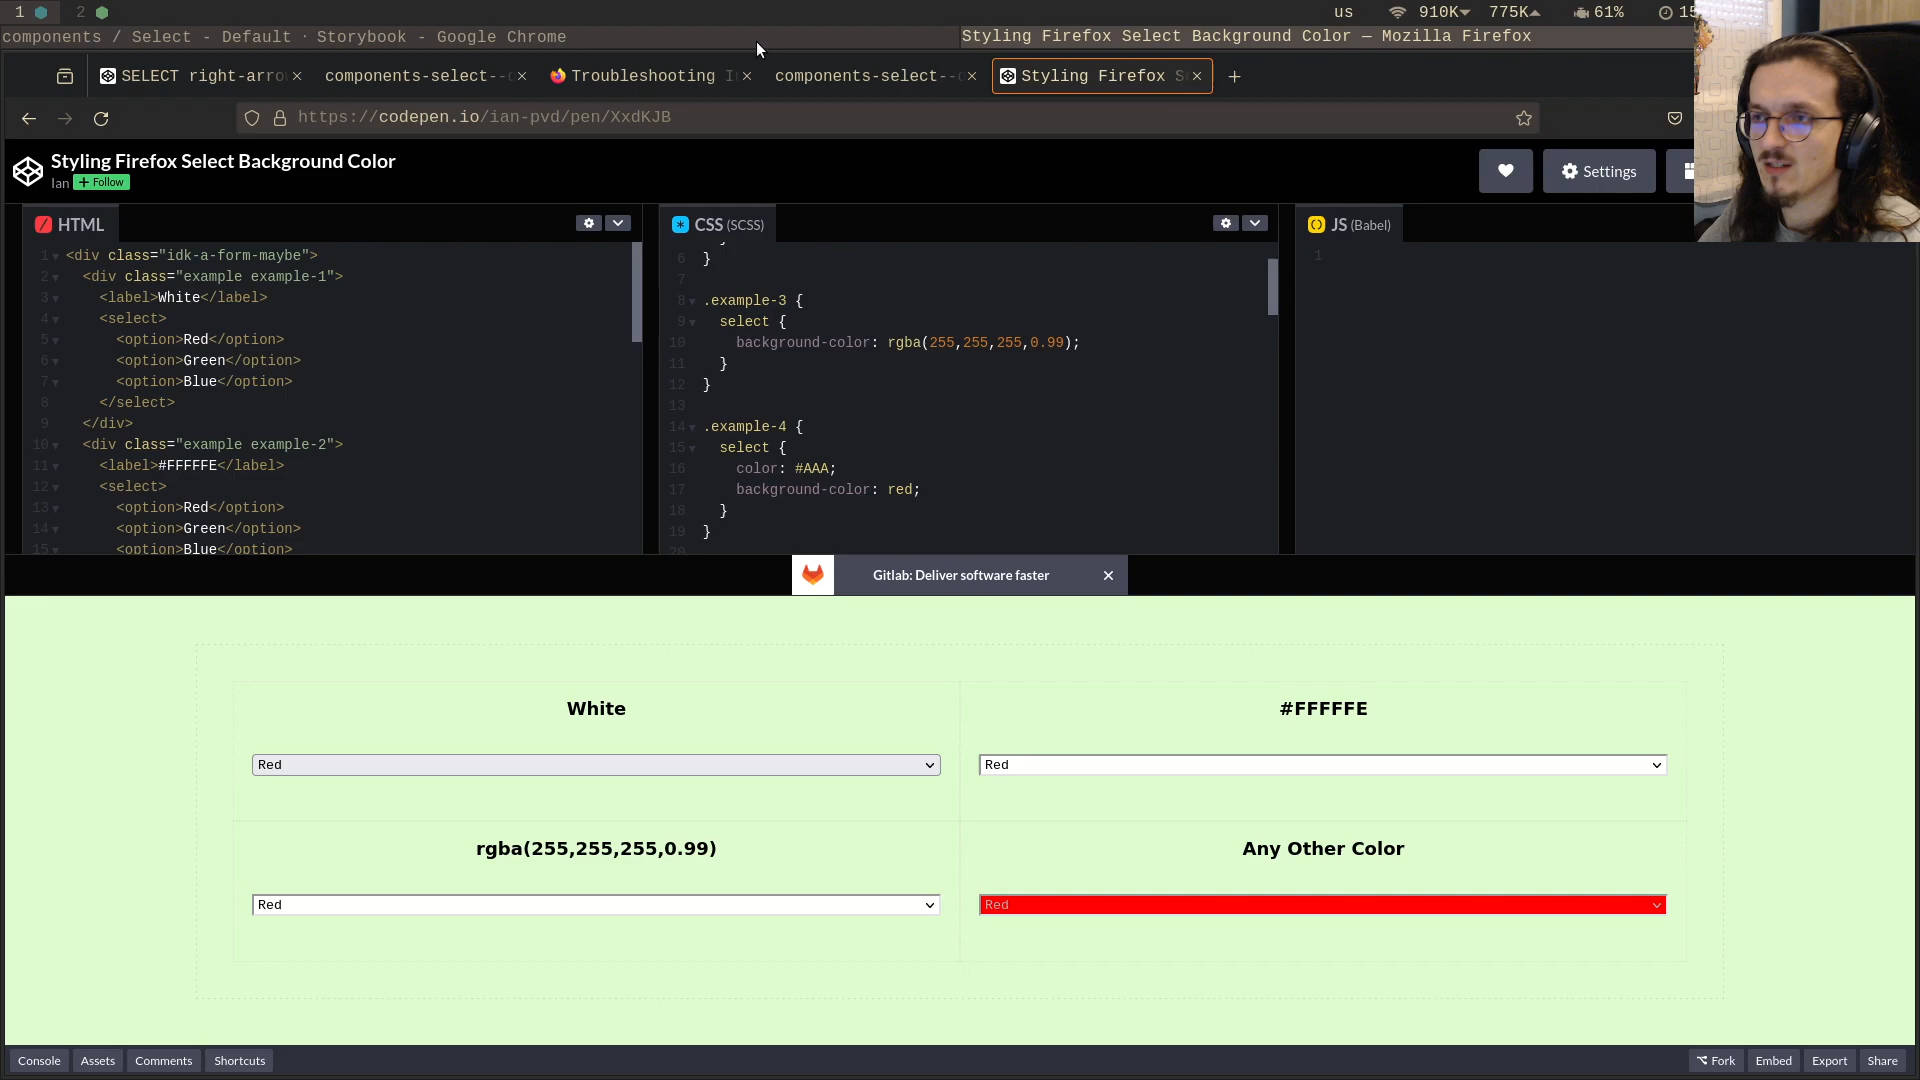 1
2
us
910K
775K
61%
components / Select - Default · Storybook - Google Chrome
Styling Firefox Select Background Color — Mozilla Firefox
SELECT right-arro
components-select--
Troubleshooting I
components-select--
Styling Firefox S
https://codepen.io/ian-pvd/pen/XxdKJB
Styling Firefox Select Background Color
Ian
+ Follow
Settings
HTML
1 <div class="idk-a-form-maybe">
2 <div class="example example-1">
3 <label>White</label>
4 <select>
5 <option>Red</option>
6 <option>Green</option>
7 <option>Blue</option>
8 </select>
9 </div>
10 <div class="example example-2">
11 <label>#FFFFFE</label>
12 <select>
13 <option>Red</option>
14 <option>Green</option>
15 <option>Blue</option>
CSS (SCSS)
6 }
7
8 .example-3 {
9 select {
10 background-color: rgba(255,255,255,0.99);
11 }
12 }
13
14 .example-4 {
15 select {
16 color: #AAA;
17 background-color: red;
18 }
19 }
20
JS (Babel)
1
Gitlab: Deliver software faster
White
Red
#FFFFFE
Red
rgba(255,255,255,0.99)
Red
Any Other Color
Red
Console
Assets
Comments
Shortcuts
Fork
Embed
Export
Share